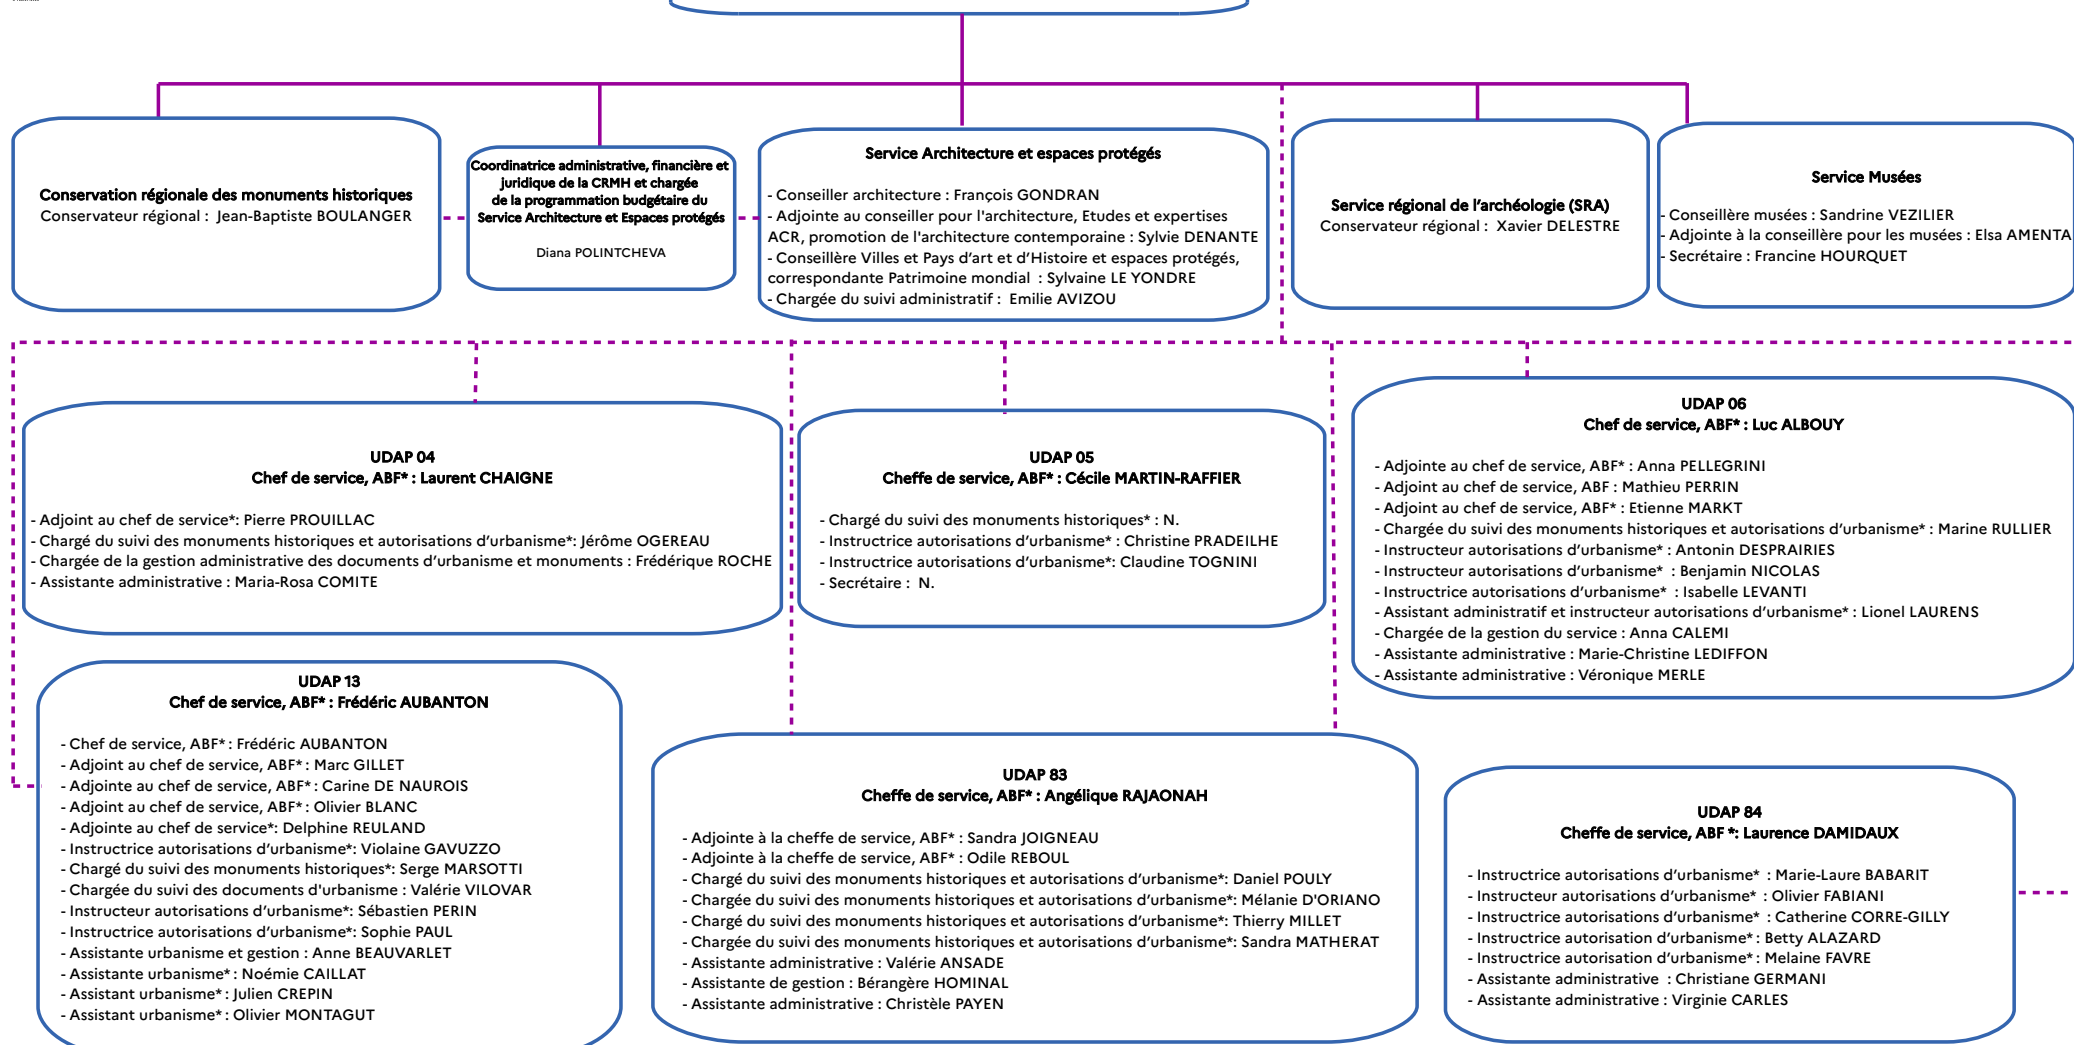 Conservation régionale des monuments historiques
Conservateur régional : Jean-Baptiste BOULANGER
Coordinatrice administrative, financière et
juridique de la CRMH et chargée
de la programmation budgétaire du
Service Architecture et Espaces protégés
Diana POLINTCHEVA
Service Architecture et espaces protégés
- Conseiller architecture : François GONDRAN
- Adjointe au conseiller pour l'architecture, Etudes et expertises
ACR, promotion de l'architecture contemporaine : Sylvie DENANTE
- Conseillère Villes et Pays d’art et d’Histoire et espaces protégés,
correspondante Patrimoine mondial : Sylvaine LE YONDRE
- Chargée du suivi administratif : Emilie AVIZOU
Service régional de l’archéologie (SRA)
Conservateur régional : Xavier DELESTRE
Service Musées
- Conseillère musées : Sandrine VEZILIER
- Adjointe à la conseillère pour les musées : Elsa AMENTA
- Secrétaire : Francine HOURQUET
UDAP 04
Chef de service, ABF* : Laurent CHAIGNE
- Adjoint au chef de service*: Pierre PROUILLAC
- Chargé du suivi des monuments historiques et autorisations d’urbanisme*: Jérôme OGEREAU
- Chargée de la gestion administrative des documents d’urbanisme et monuments : Frédérique ROCHE
- Assistante administrative : Maria-Rosa COMITE
UDAP 05
Cheffe de service, ABF* : Cécile MARTIN-RAFFIER
- Chargé du suivi des monuments historiques* : N.
- Instructrice autorisations d’urbanisme* : Christine PRADEILHE
- Instructrice autorisations d’urbanisme*: Claudine TOGNINI
- Secrétaire : N.
UDAP 06
Chef de service, ABF* : Luc ALBOUY
- Adjointe au chef de service, ABF* : Anna PELLEGRINI
- Adjoint au chef de service, ABF : Mathieu PERRIN
- Adjoint au chef de service, ABF* : Etienne MARKT
- Chargée du suivi des monuments historiques et autorisations d’urbanisme* : Marine RULLIER
- Instructeur autorisations d’urbanisme* : Antonin DESPRAIRIES
- Instructeur autorisations d’urbanisme* : Benjamin NICOLAS
- Instructrice autorisations d’urbanisme* : Isabelle LEVANTI
- Assistant administratif et instructeur autorisations d’urbanisme* : Lionel LAURENS
- Chargée de la gestion du service : Anna CALEMI
- Assistante administrative : Marie-Christine LEDIFFON
- Assistante administrative : Véronique MERLE
UDAP 13
Chef de service, ABF* : Frédéric AUBANTON
- Chef de service, ABF* : Frédéric AUBANTON
- Adjoint au chef de service, ABF* : Marc GILLET
- Adjointe au chef de service, ABF* : Carine DE NAUROIS
- Adjoint au chef de service, ABF* : Olivier BLANC
- Adjointe au chef de service*: Delphine REULAND
- Instructrice autorisations d’urbanisme*: Violaine GAVUZZO
- Chargé du suivi des monuments historiques*: Serge MARSOTTI
- Chargée du suivi des documents d'urbanisme : Valérie VILOVAR
- Instructeur autorisations d’urbanisme*: Sébastien PERIN
- Instructrice autorisations d’urbanisme*: Sophie PAUL
- Assistante urbanisme et gestion : Anne BEAUVARLET
- Assistante urbanisme* : Noémie CAILLAT
- Assistant urbanisme* : Julien CREPIN
- Assistant urbanisme* : Olivier MONTAGUT
UDAP 83
Cheffe de service, ABF* : Angélique RAJAONAH
- Adjointe à la cheffe de service, ABF* : Sandra JOIGNEAU
- Adjointe à la cheffe de service, ABF* : Odile REBOUL
- Chargé du suivi des monuments historiques et autorisations d’urbanisme*: Daniel POULY
- Chargée du suivi des monuments historiques et autorisations d’urbanisme*: Mélanie D'ORIANO
- Chargé du suivi des monuments historiques et autorisations d’urbanisme*: Thierry MILLET
- Chargée du suivi des monuments historiques et autorisations d’urbanisme*: Sandra MATHERAT
- Assistante administrative : Valérie ANSADE
- Assistante de gestion : Bérangère HOMINAL
- Assistante administrative : Christèle PAYEN
UDAP 84
Cheffe de service, ABF *: Laurence DAMIDAUX
- Instructrice autorisations d’urbanisme* : Marie-Laure BABARIT
- Instructeur autorisations d’urbanisme* : Olivier FABIANI
- Instructrice autorisations d’urbanisme* : Catherine CORRE-GILLY
- Instructrice autorisation d’urbanisme* : Betty ALAZARD
- Instructrice autorisation d’urbanisme* : Melaine FAVRE
- Assistante administrative : Christiane GERMANI
- Assistante administrative : Virginie CARLES